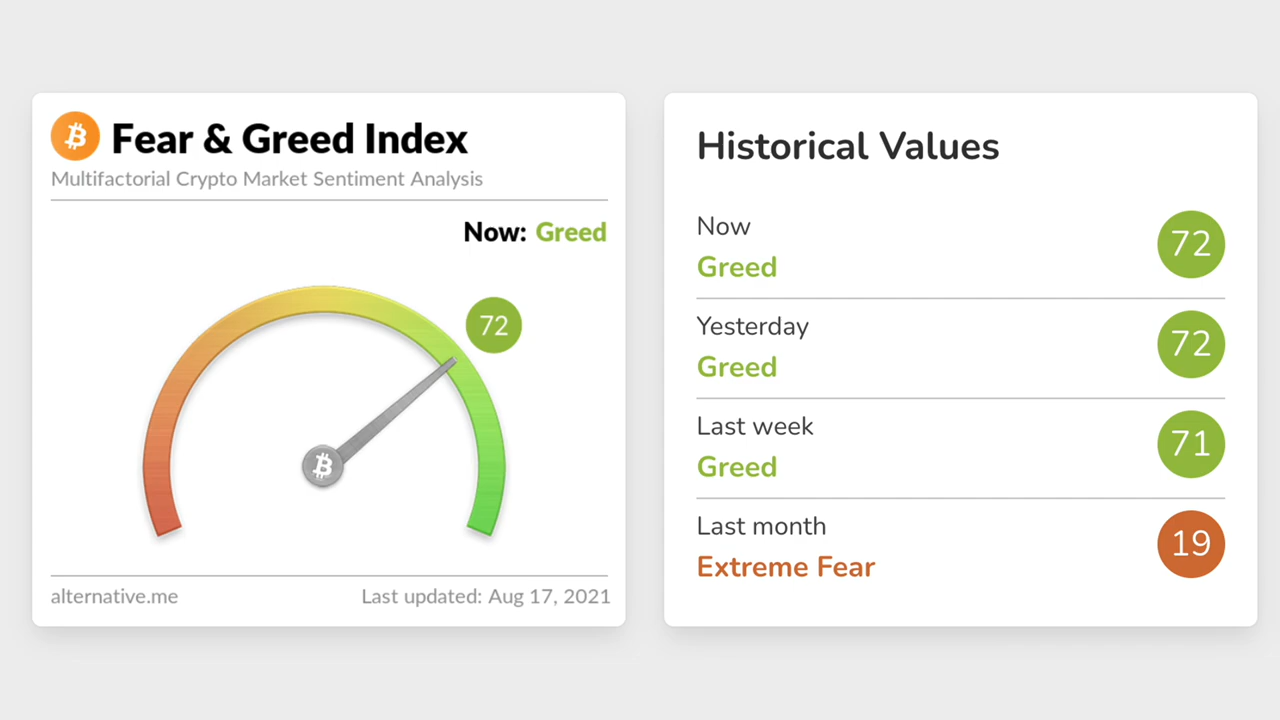 Fear & Greed Index
Multifactorial Crypto Market Sentiment Analysis
Now: Greed
72
alternative.me
Last updated: Aug 17, 2021
Historical Values
Now
Greed
72
Yesterday
Greed
72
Last week
Greed
71
Last month
Extreme Fear
19